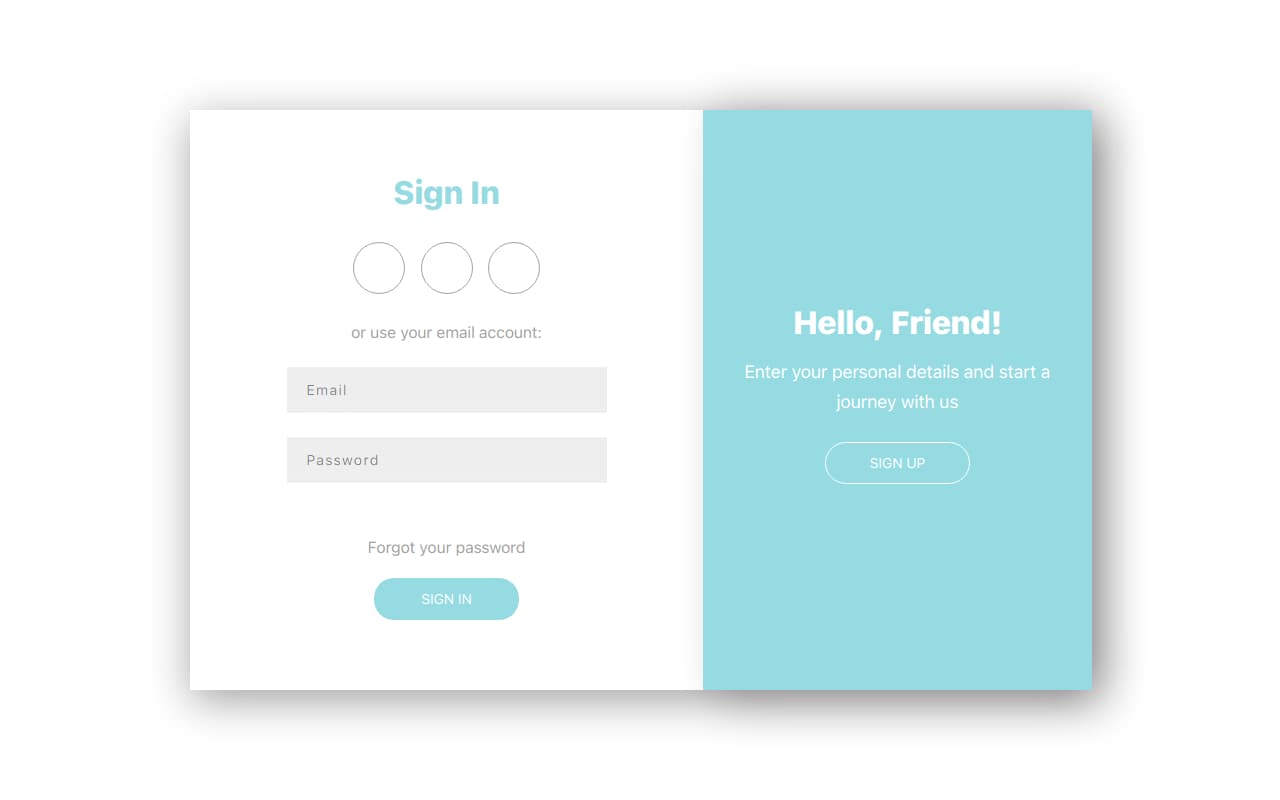 Sign In
or use your email account:
Email
Password
Forgot your password
SIGN IN
Hello, Friend!
Enter your personal details and start a
journey with us
SIGN UP